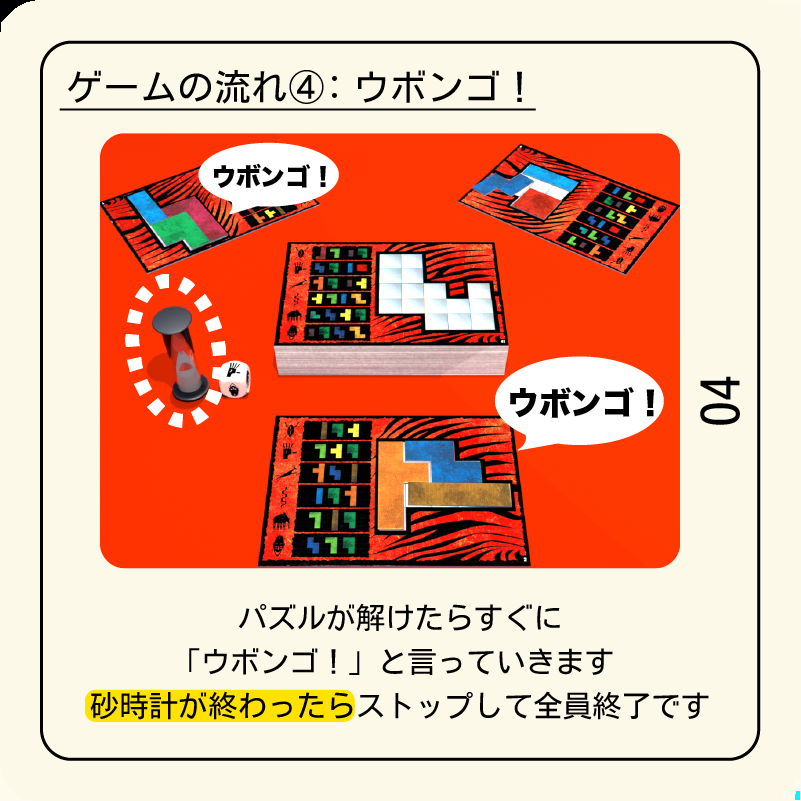 ゲームの流れ④：ウボンゴ！
ウボンゴ！
ウボンゴ！
04
パズルが解けたらすぐに
「ウボンゴ！」と言っていきます
砂時計が終わったらストップして全員終了です